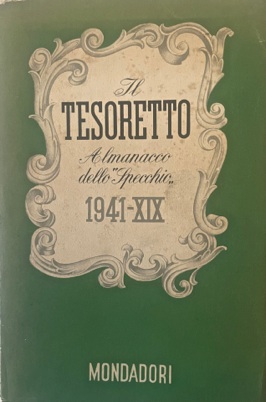 Il
TESORETTO
Almanacco
dello "Specchio„
1941-XIX
MONDADORI